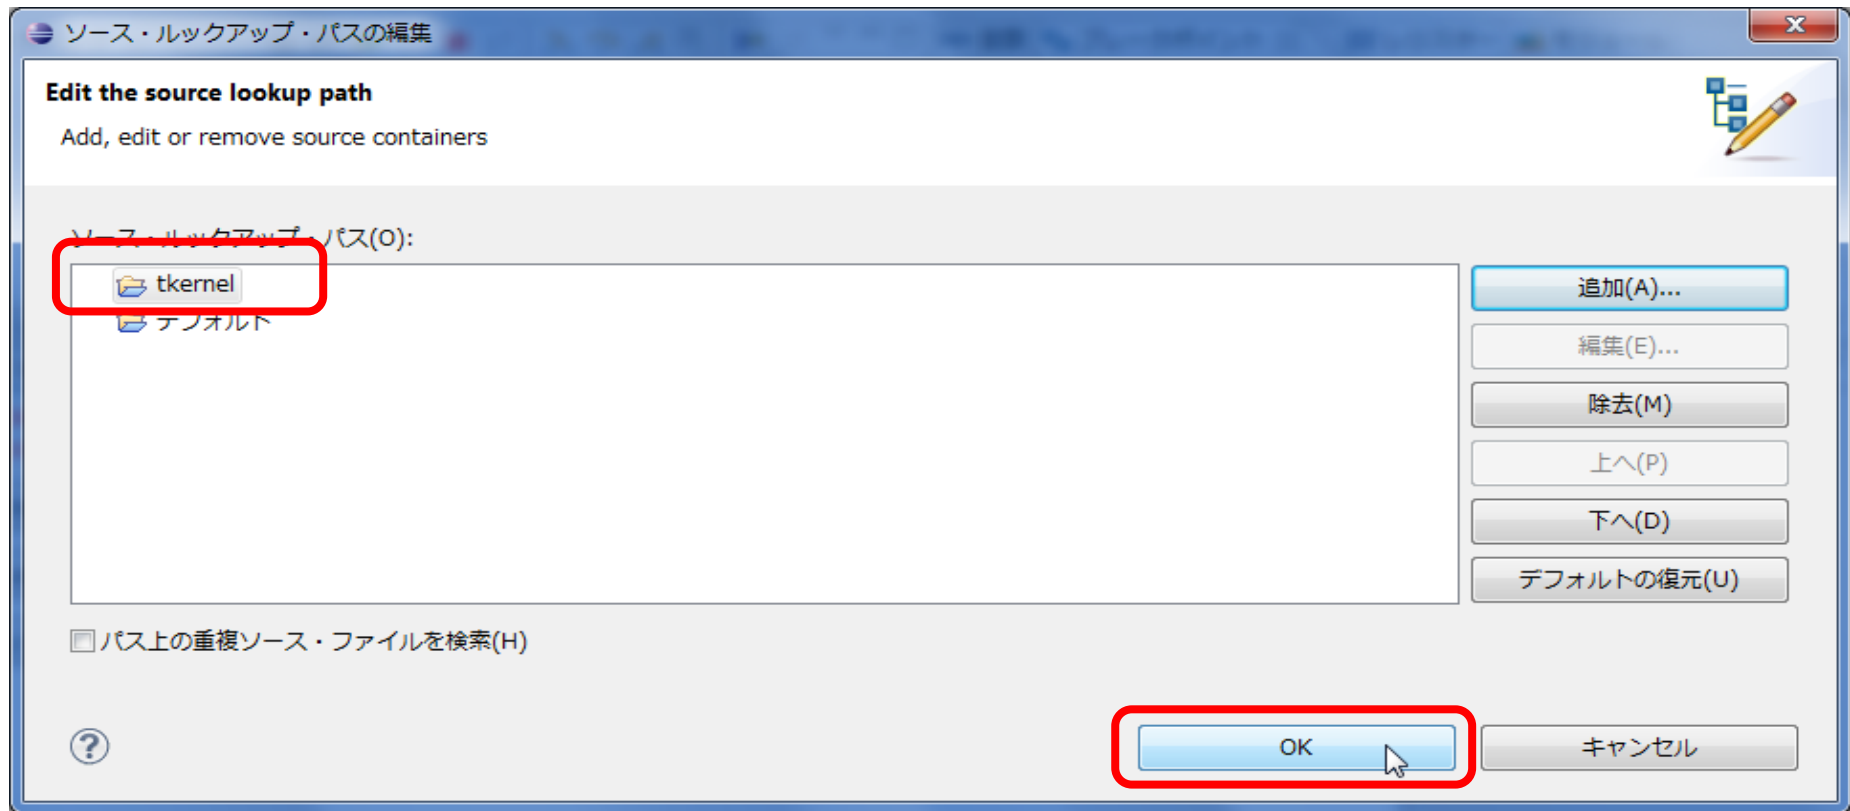 ソース・ルックアップ・パスの編集
Edit the source lookup path
Add, edit or remove source containers
ソース・ルックアップ・パス(O):
tkernel
デフォルト
追加(A)...
編集(E)...
除去(M)
上へ(P)
下へ(D)
デフォルトの復元(U)
パス上の重複ソース・ファイルを検索(H)
OK
キャンセル